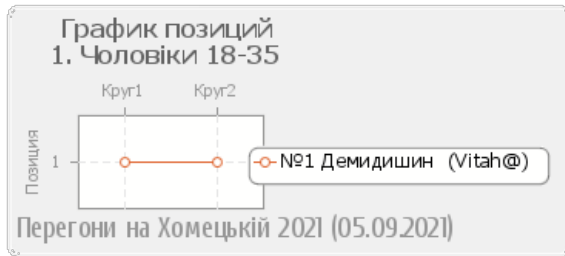 График позиций
1. Чоловіки 18-35
Круг1 Круг2
Позиция
1
№1 Демидишин (Vitah@)
Перегони на Хомецькій 2021 (05.09.2021)